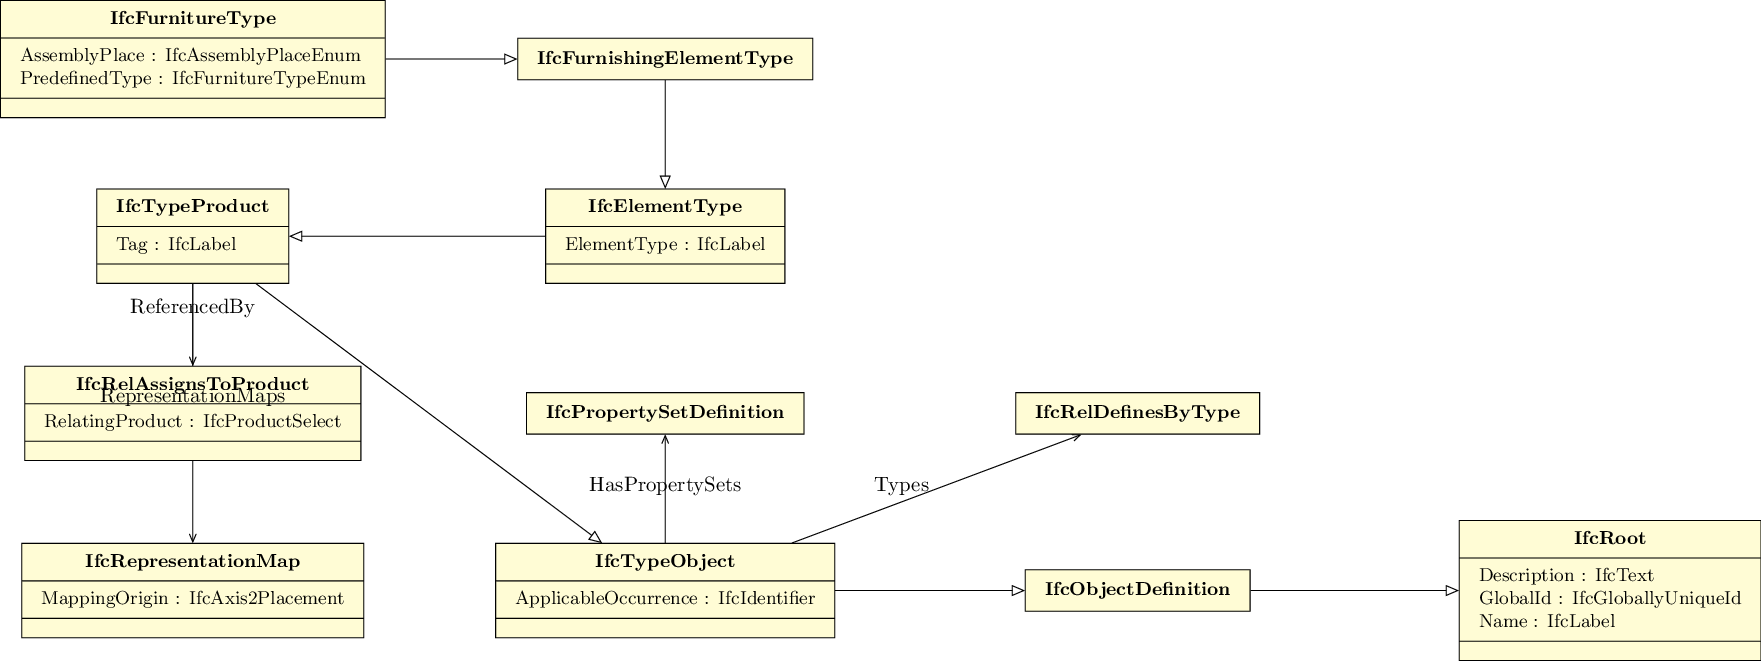 IfcFurnitureType
AssemblyPlace : IfcAssemblyPlaceEnum
PredefinedType : IfcFurnitureTypeEnum
IfcFurnishingElementType
IfcTypeProduct
Tag : IfcLabel
IfcElementType
ElementType : IfcLabel
ReferencedBy
IfcRelAssignsToProduct
RepresentationMaps
RelatingProduct : IfcProductSelect
IfcPropertySetDefinition
IfcRelDefinesByType
HasPropertySets
Types
IfcRepresentationMap
MappingOrigin : IfcAxis2Placement
IfcTypeObject
ApplicableOccurrence : IfcIdentifier
IfcObjectDefinition
IfcRoot
Description : IfcText
GlobalId : IfcGloballyUniqueId
Name : IfcLabel